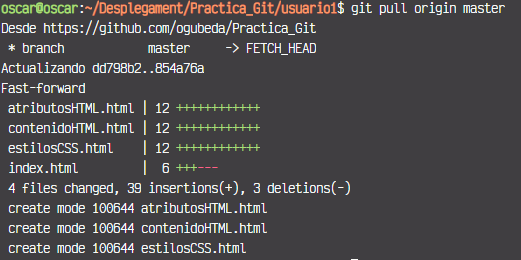 oscar@oscar:~/Desplegament/Practica_Git/usuario1$ git pull origin master
Desde https://github.com/ogubeda/Practica_Git
 * branch            master     -> FETCH_HEAD
Actualizando dd798b2..854a76a
Fast-forward
 atributosHTML.html | 12 ++++++++++++
 contenidoHTML.html | 12 ++++++++++++
 estilosCSS.html    | 12 ++++++++++++
 index.html         |  6 +++---
 4 files changed, 39 insertions(+), 3 deletions(-)
 create mode 100644 atributosHTML.html
 create mode 100644 contenidoHTML.html
 create mode 100644 estilosCSS.html